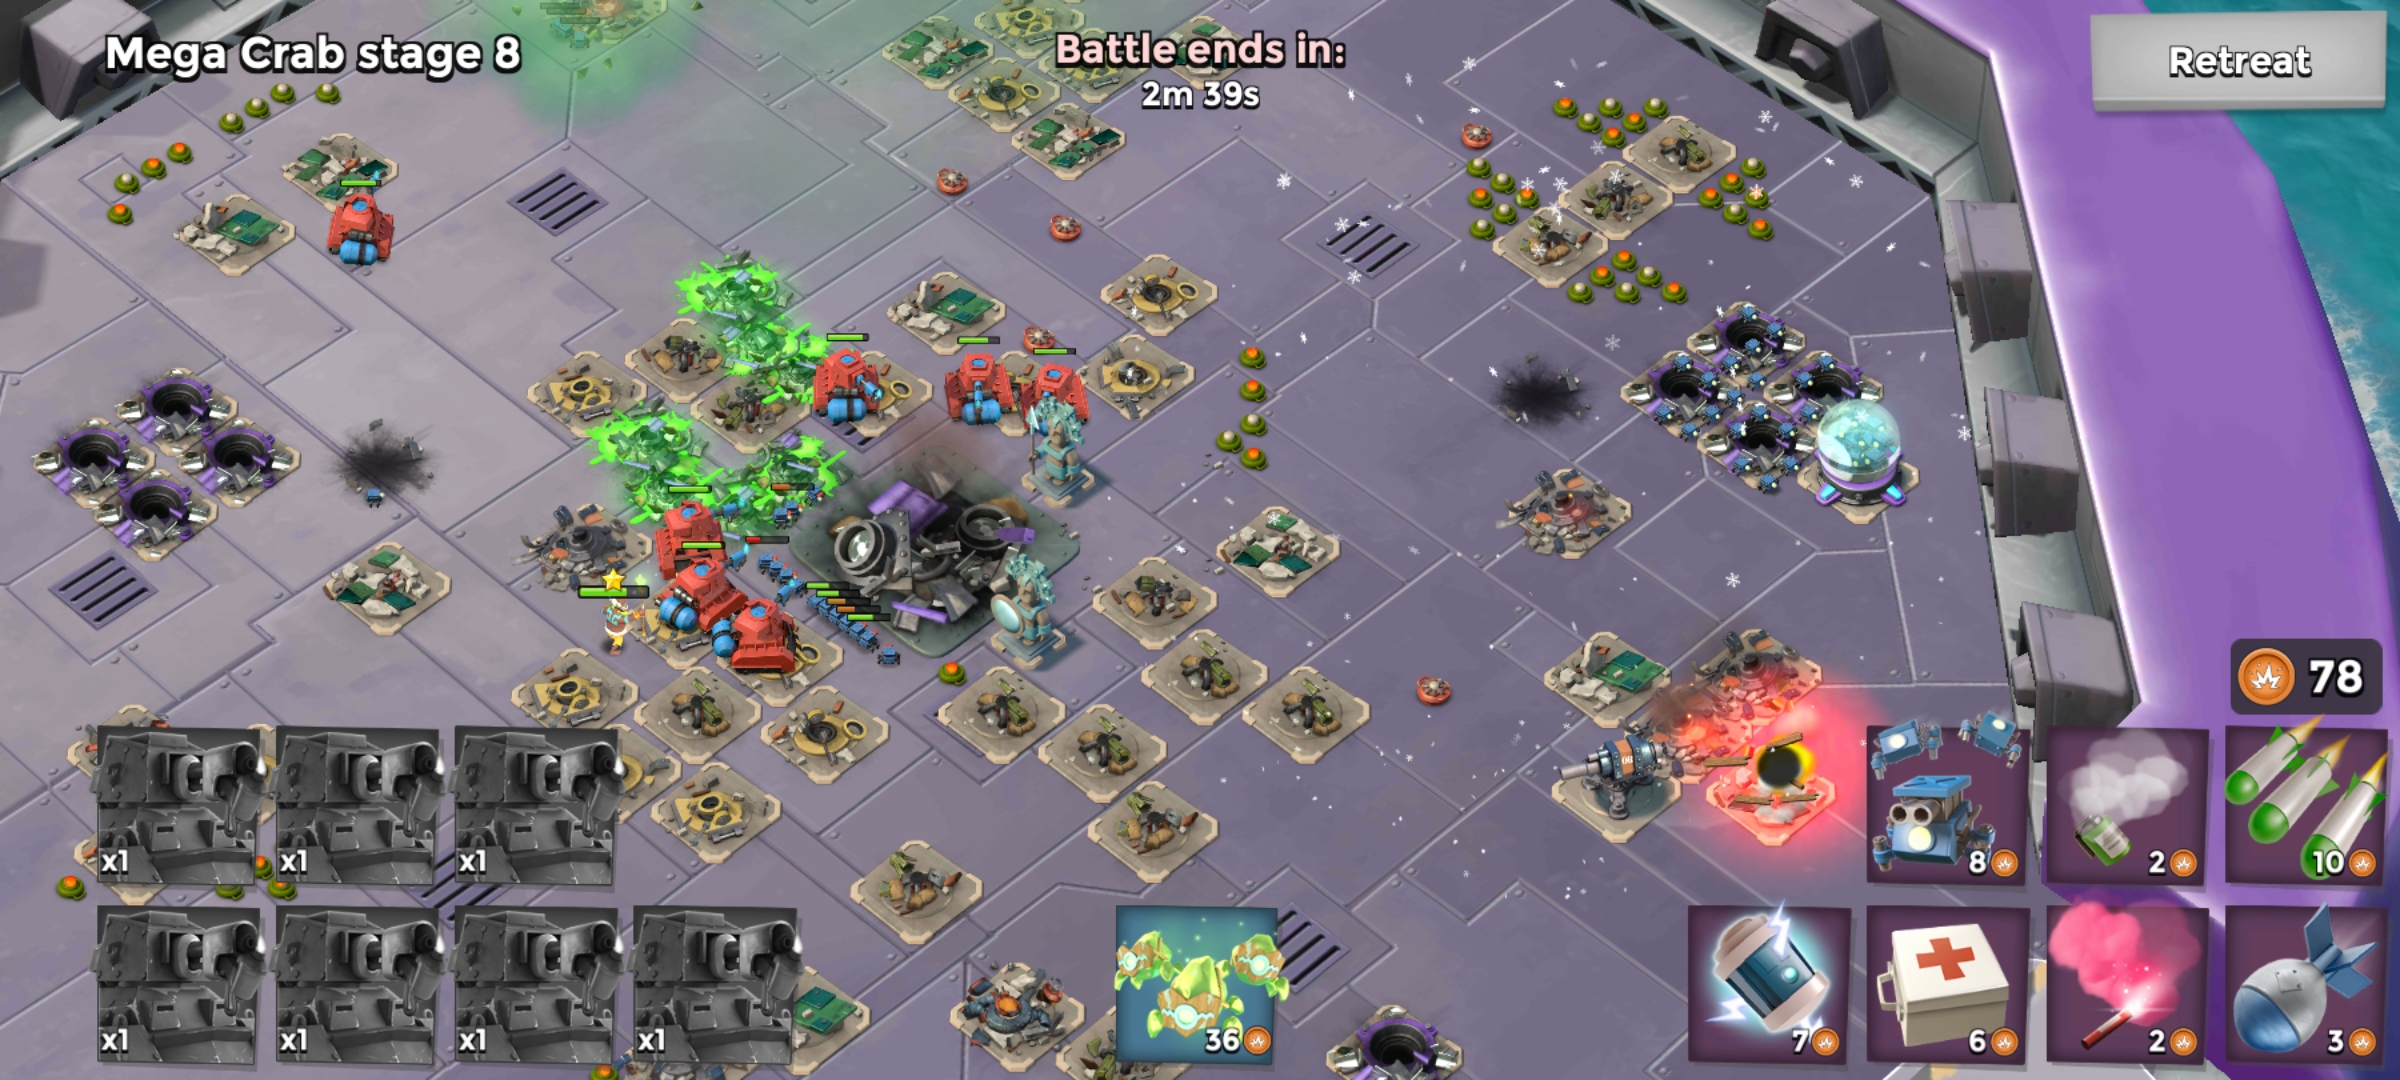 Mega Crab stage 8
Battle ends in:
2m 39s
Retreat
78
x1
x1
x1
8
2
10
x1
x1
x1
x1
36
7
6
2
3